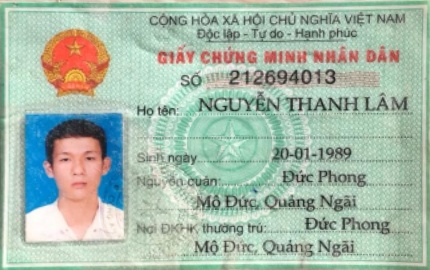 CỘNG HÒA XÃ HỘI CHỦ NGHĨA VIỆT NAM
Độc lập - Tự do - Hạnh phúc
GIẤY CHỨNG MINH NHÂN DÂN
SỐ 212694013
Họ tên: NGUYỄN THANH LÂM
Sinh ngày 20-01-1989
Nguyên quán: Đức Phong
Mộ Đức, Quảng Ngãi
Nơi ĐKHK thường trú: Đức Phong
Mộ Đức, Quảng Ngãi